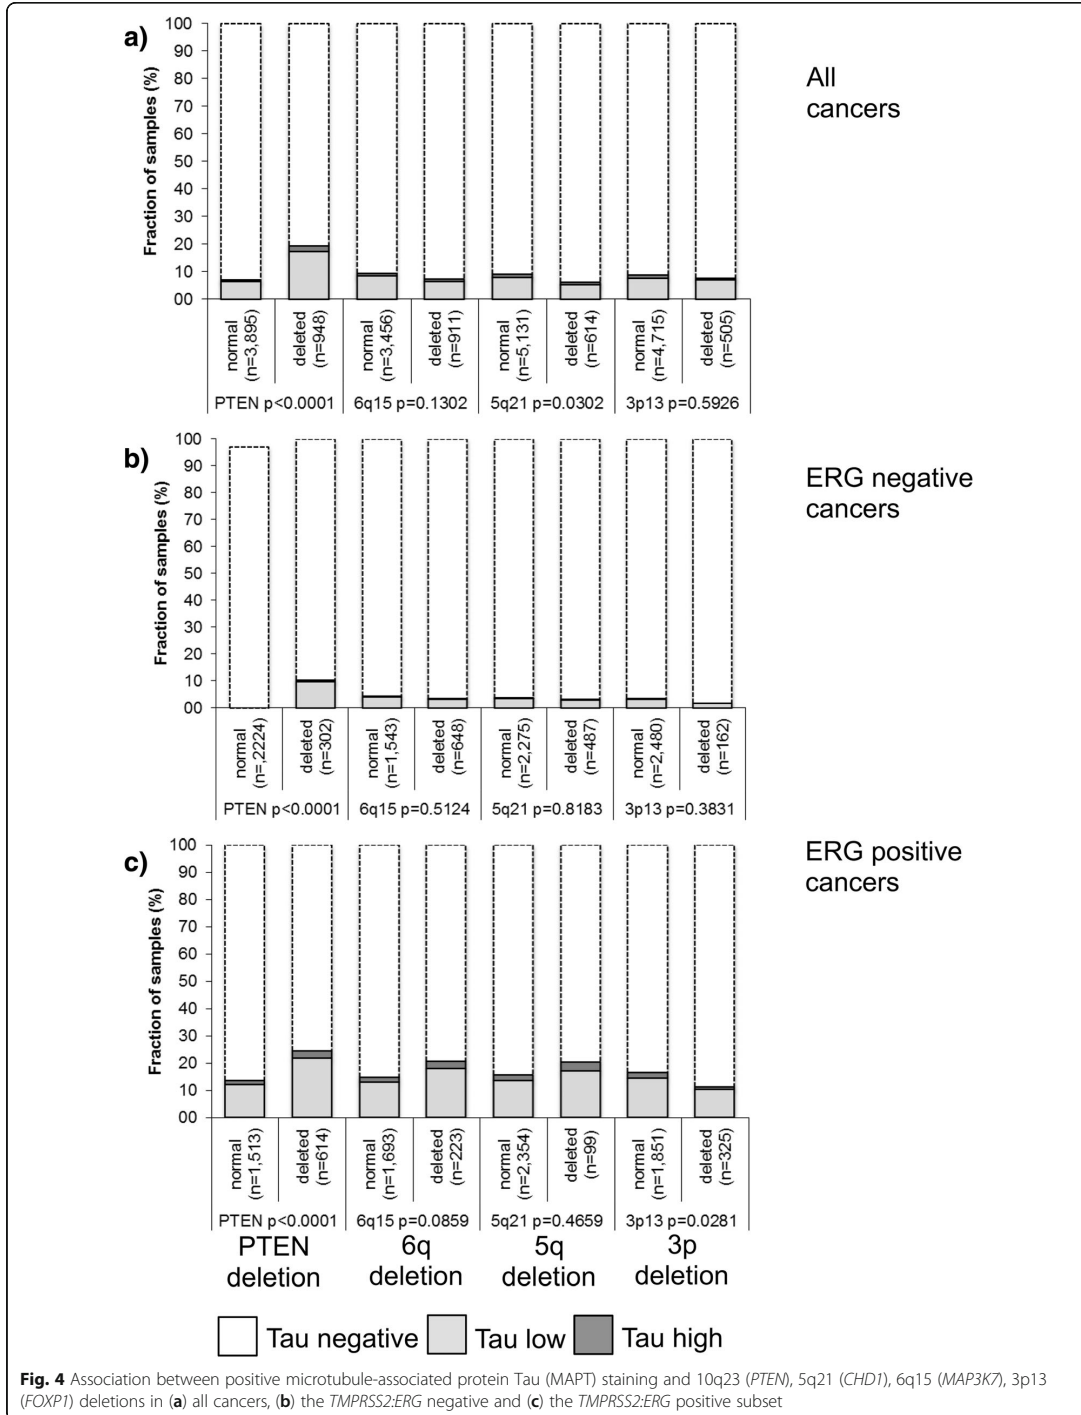 a)
100
90
80
70
60
50
40
30
20
10
00
Fraction of samples (%)
normal
(n=3,895)
deleted
(n=948)
normal
(n=3,456)
deleted
(n=911)
normal
(n=5,131)
deleted
(n=614)
normal
(n=4,715)
deleted
(n=505)
PTEN p<0.0001
6q15 p=0.1302
5q21 p=0.0302
3p13 p=0.5926
All
cancers
b)
100
90
80
70
60
50
40
30
20
10
00
Fraction of samples (%)
normal
(n=,2224)
deleted
(n=302)
normal
(n=1,543)
deleted
(n=648)
normal
(n=2,275)
deleted
(n=487)
normal
(n=2,480)
deleted
(n=162)
PTEN p<0.0001
6q15 p=0.5124
5q21 p=0.8183
3p13 p=0.3831
ERG negative
cancers
c)
100
90
80
70
60
50
40
30
20
10
00
Fraction of samples (%)
normal
(n=1,513)
deleted
(n=614)
normal
(n=1,693)
deleted
(n=223)
normal
(n=2,354)
deleted
(n=99)
normal
(n=1,851)
deleted
(n=325)
PTEN p<0.0001
6q15 p=0.0859
5q21 p=0.4659
3p13 p=0.0281
ERG positive
cancers
PTEN
deletion
6q
deletion
5q
deletion
3p
deletion
Tau negative
Tau low
Tau high
Fig. 4 Association between positive microtubule-associated protein Tau (MAPT) staining and 10q23 (PTEN), 5q21 (CHD1), 6q15 (MAP3K7), 3p13
(FOXP1) deletions in (a) all cancers, (b) the TMPRSS2:ERG negative and (c) the TMPRSS2:ERG positive subset